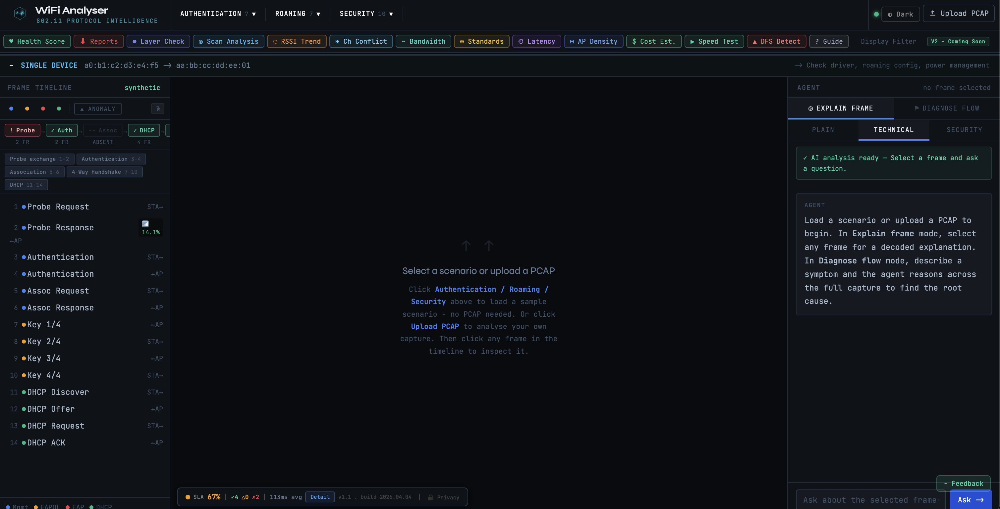 WiFi Analyser
802.11 PROTOCOL INTELLIGENCE
AUTHENTICATION 7 ▼
ROAMING 7 ▼
SECURITY 10 ▼
◐ Dark
Upload PCAP
♥ Health Score
Reports
⊕ Layer Check
◎ Scan Analysis
◌ RSSI Trend
⊞ Ch Conflict
~ Bandwidth
⊛ Standards
⏱ Latency
⊟ AP Density
$ Cost Est.
▶ Speed Test
▲ DFS Detect
? Guide
Display Filter
V2 - Coming Soon
- SINGLE DEVICE a0:b1:c2:d3:e4:f5 → aa:bb:cc:dd:ee:01
→ Check driver, roaming config, power management
FRAME TIMELINE
synthetic
▲ ANOMALY
! Probe
✓ Auth
-- Assoc
✓ DHCP
2 FR
2 FR
ABSENT
4 FR
Probe exchange 1-2
Authentication 3-4
Association 5-6
4-Way Handshake 7-10
DHCP 11-14
1 Probe Request STA→
2 Probe Response 14.1%
←AP
3 Authentication STA→
4 Authentication ←AP
5 Assoc Request STA→
6 Assoc Response ←AP
7 Key 1/4 ←AP
8 Key 2/4 STA→
9 Key 3/4 ←AP
10 Key 4/4 STA→
11 DHCP Discover STA→
12 DHCP Offer ←AP
13 DHCP Request STA→
14 DHCP ACK ←AP
Mgmt EAPOL EAP DHCP
↑ ↑
Select a scenario or upload a PCAP
Click Authentication / Roaming /
Security above to load a sample
scenario - no PCAP needed. Or click
Upload PCAP to analyse your own
capture. Then click any frame in the
timeline to inspect it.
SLA 67% | ✓4 △0 ✗2 | 113ms avg Detail v1.1 . build 2026.04.04 | Privacy
AGENT
no frame selected
◎ EXPLAIN FRAME
⚑ DIAGNOSE FLOW
PLAIN
TECHNICAL
SECURITY
✓ AI analysis ready — Select a frame and ask
a question.
AGENT
Load a scenario or upload a PCAP to
begin. In Explain frame mode, select
any frame for a decoded explanation.
In Diagnose flow mode, describe a
symptom and the agent reasons across
the full capture to find the root
cause.
- Feedback
Ask about the selected frame
Ask →